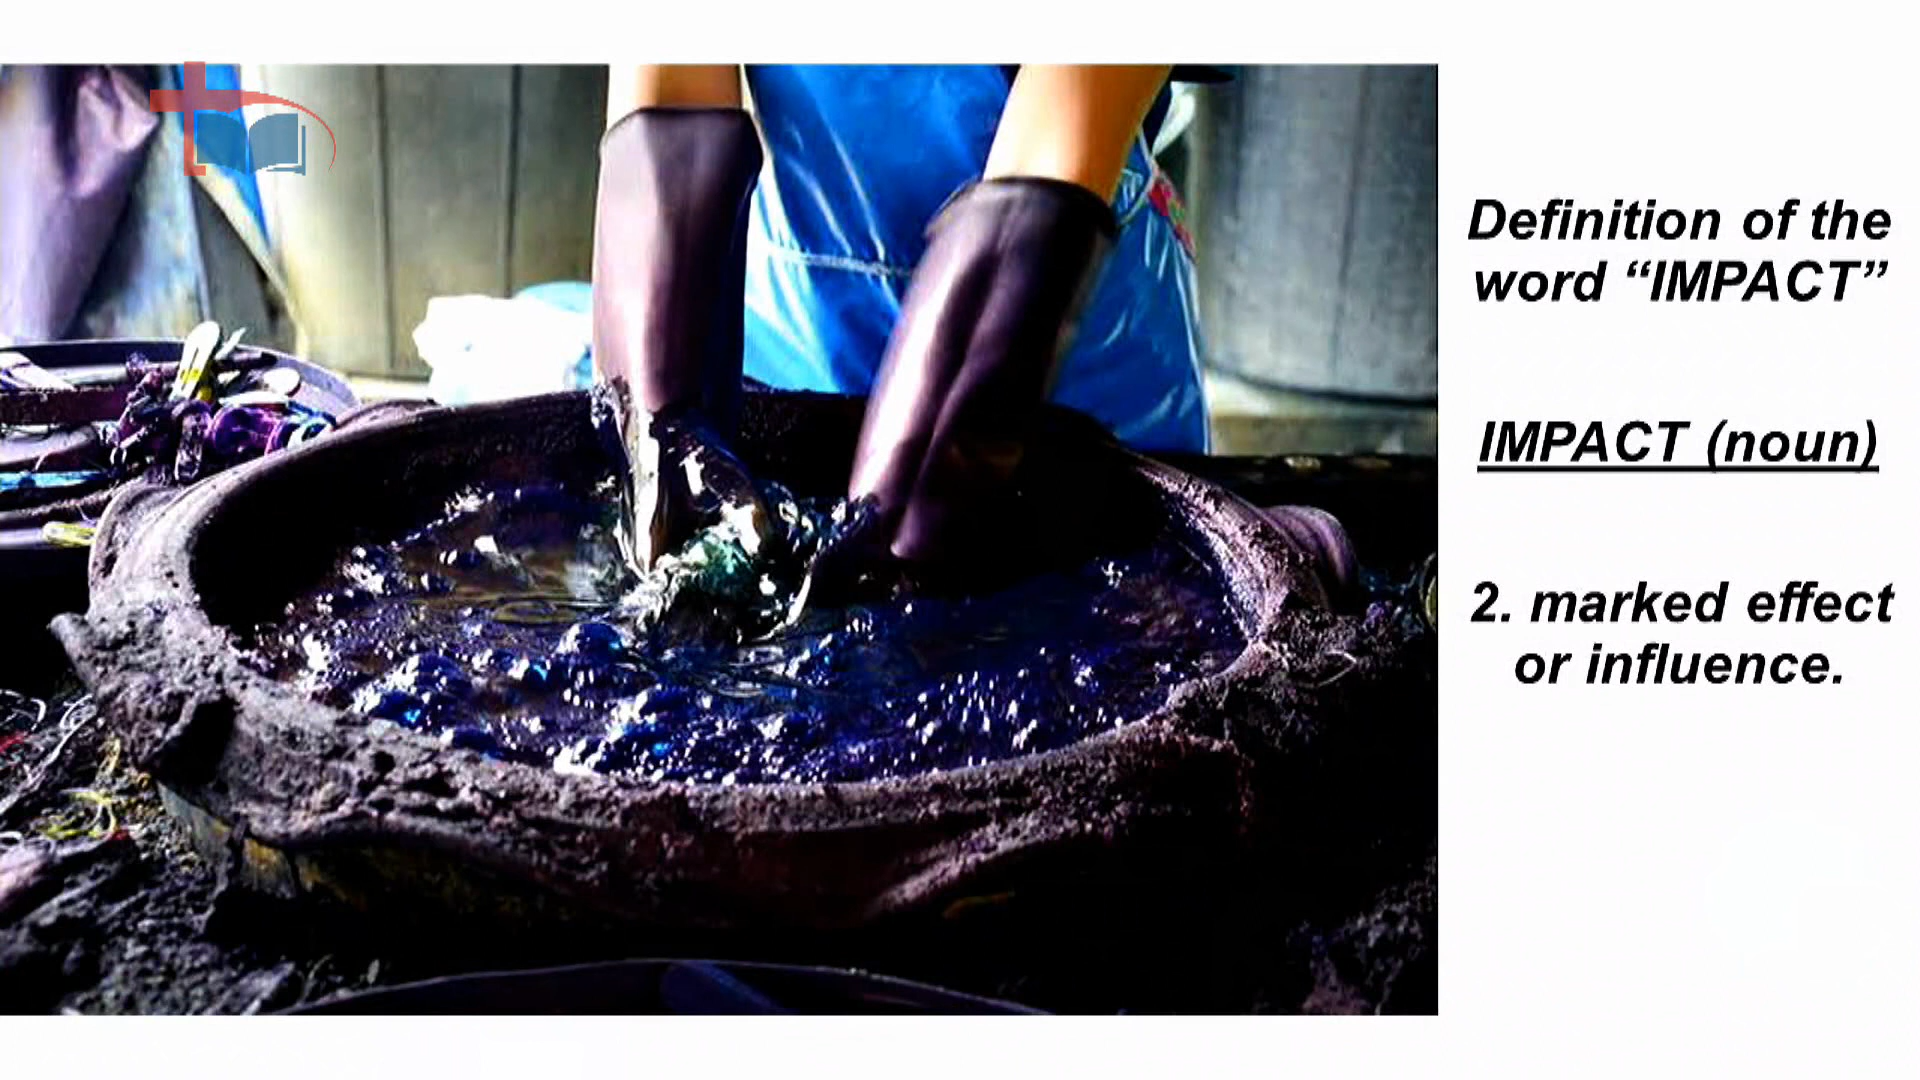 Definition of the
word “IMPACT”
IMPACT (noun)
2. marked effect
or influence.